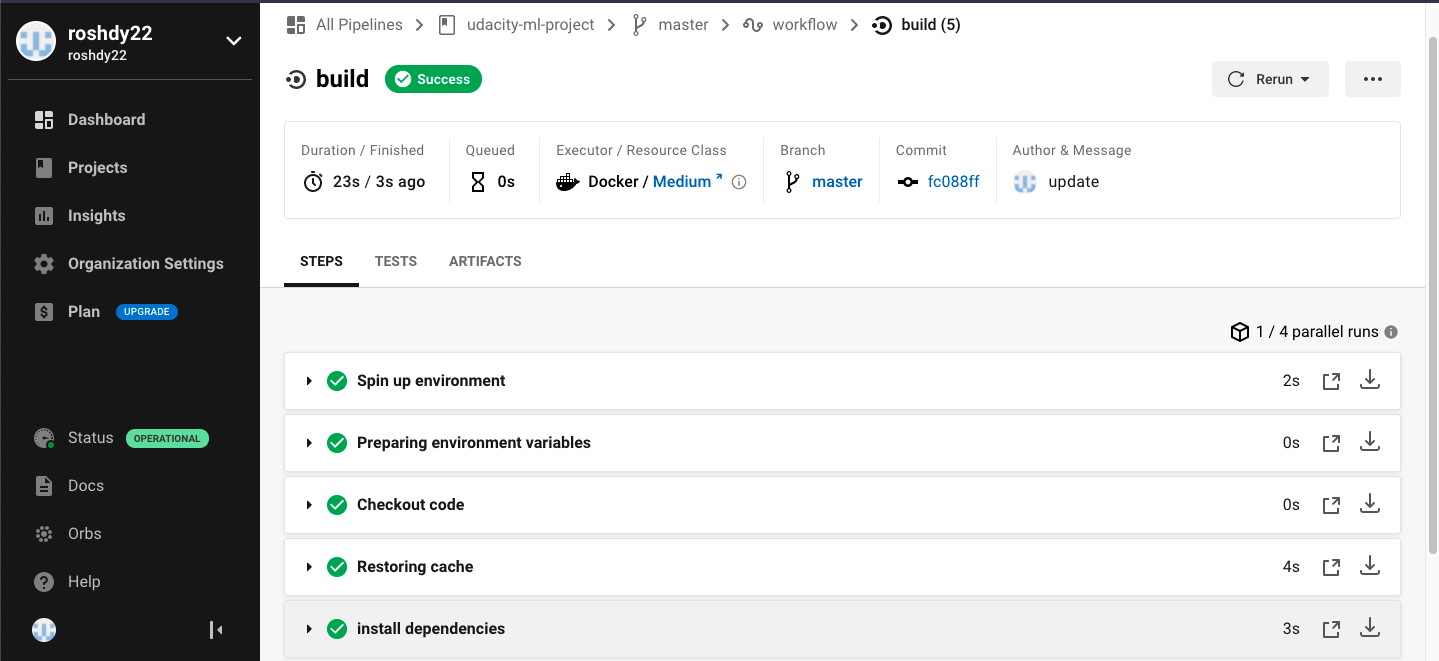 roshdy22
roshdy22
Dashboard
Projects
Insights
Organization Settings
Plan UPGRADE
Status OPERATIONAL
Docs
Orbs
Help
All Pipelines udacity-ml-project master workflow build (5)
build Success Rerun
Duration / Finished Queued Executor / Resource Class Branch Commit Author & Message
23s / 3s ago 0s Docker / Medium master fc088ff update
STEPS TESTS ARTIFACTS
1 / 4 parallel runs
Spin up environment 2s
Preparing environment variables 0s
Checkout code 0s
Restoring cache 4s
install dependencies 3s